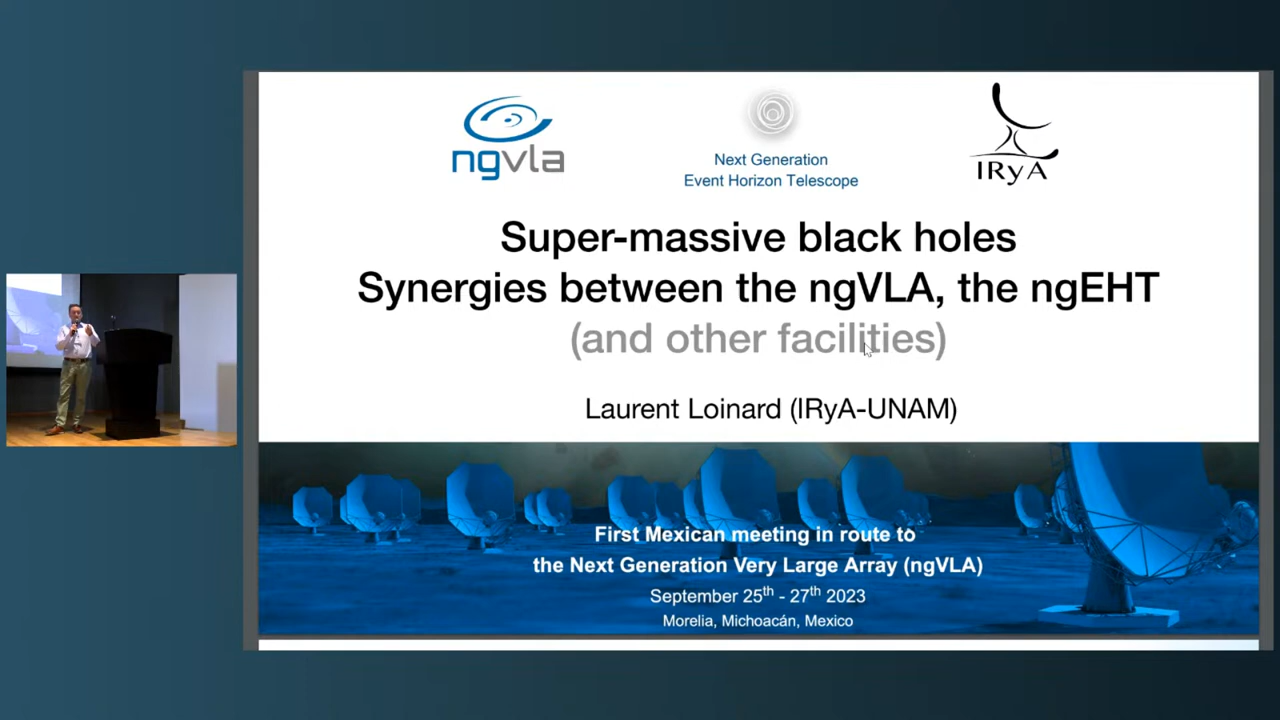 ngvla
Next Generation
Event Horizon Telescope
IRyA
Super-massive black holes
Synergies between the ngVLA, the ngEHT
(and other facilities)
Laurent Loinard (IRyA-UNAM)
First Mexican meeting in route to
the Next Generation Very Large Array (ngVLA)
September 25th - 27th 2023
Morelia, Michoacán, Mexico